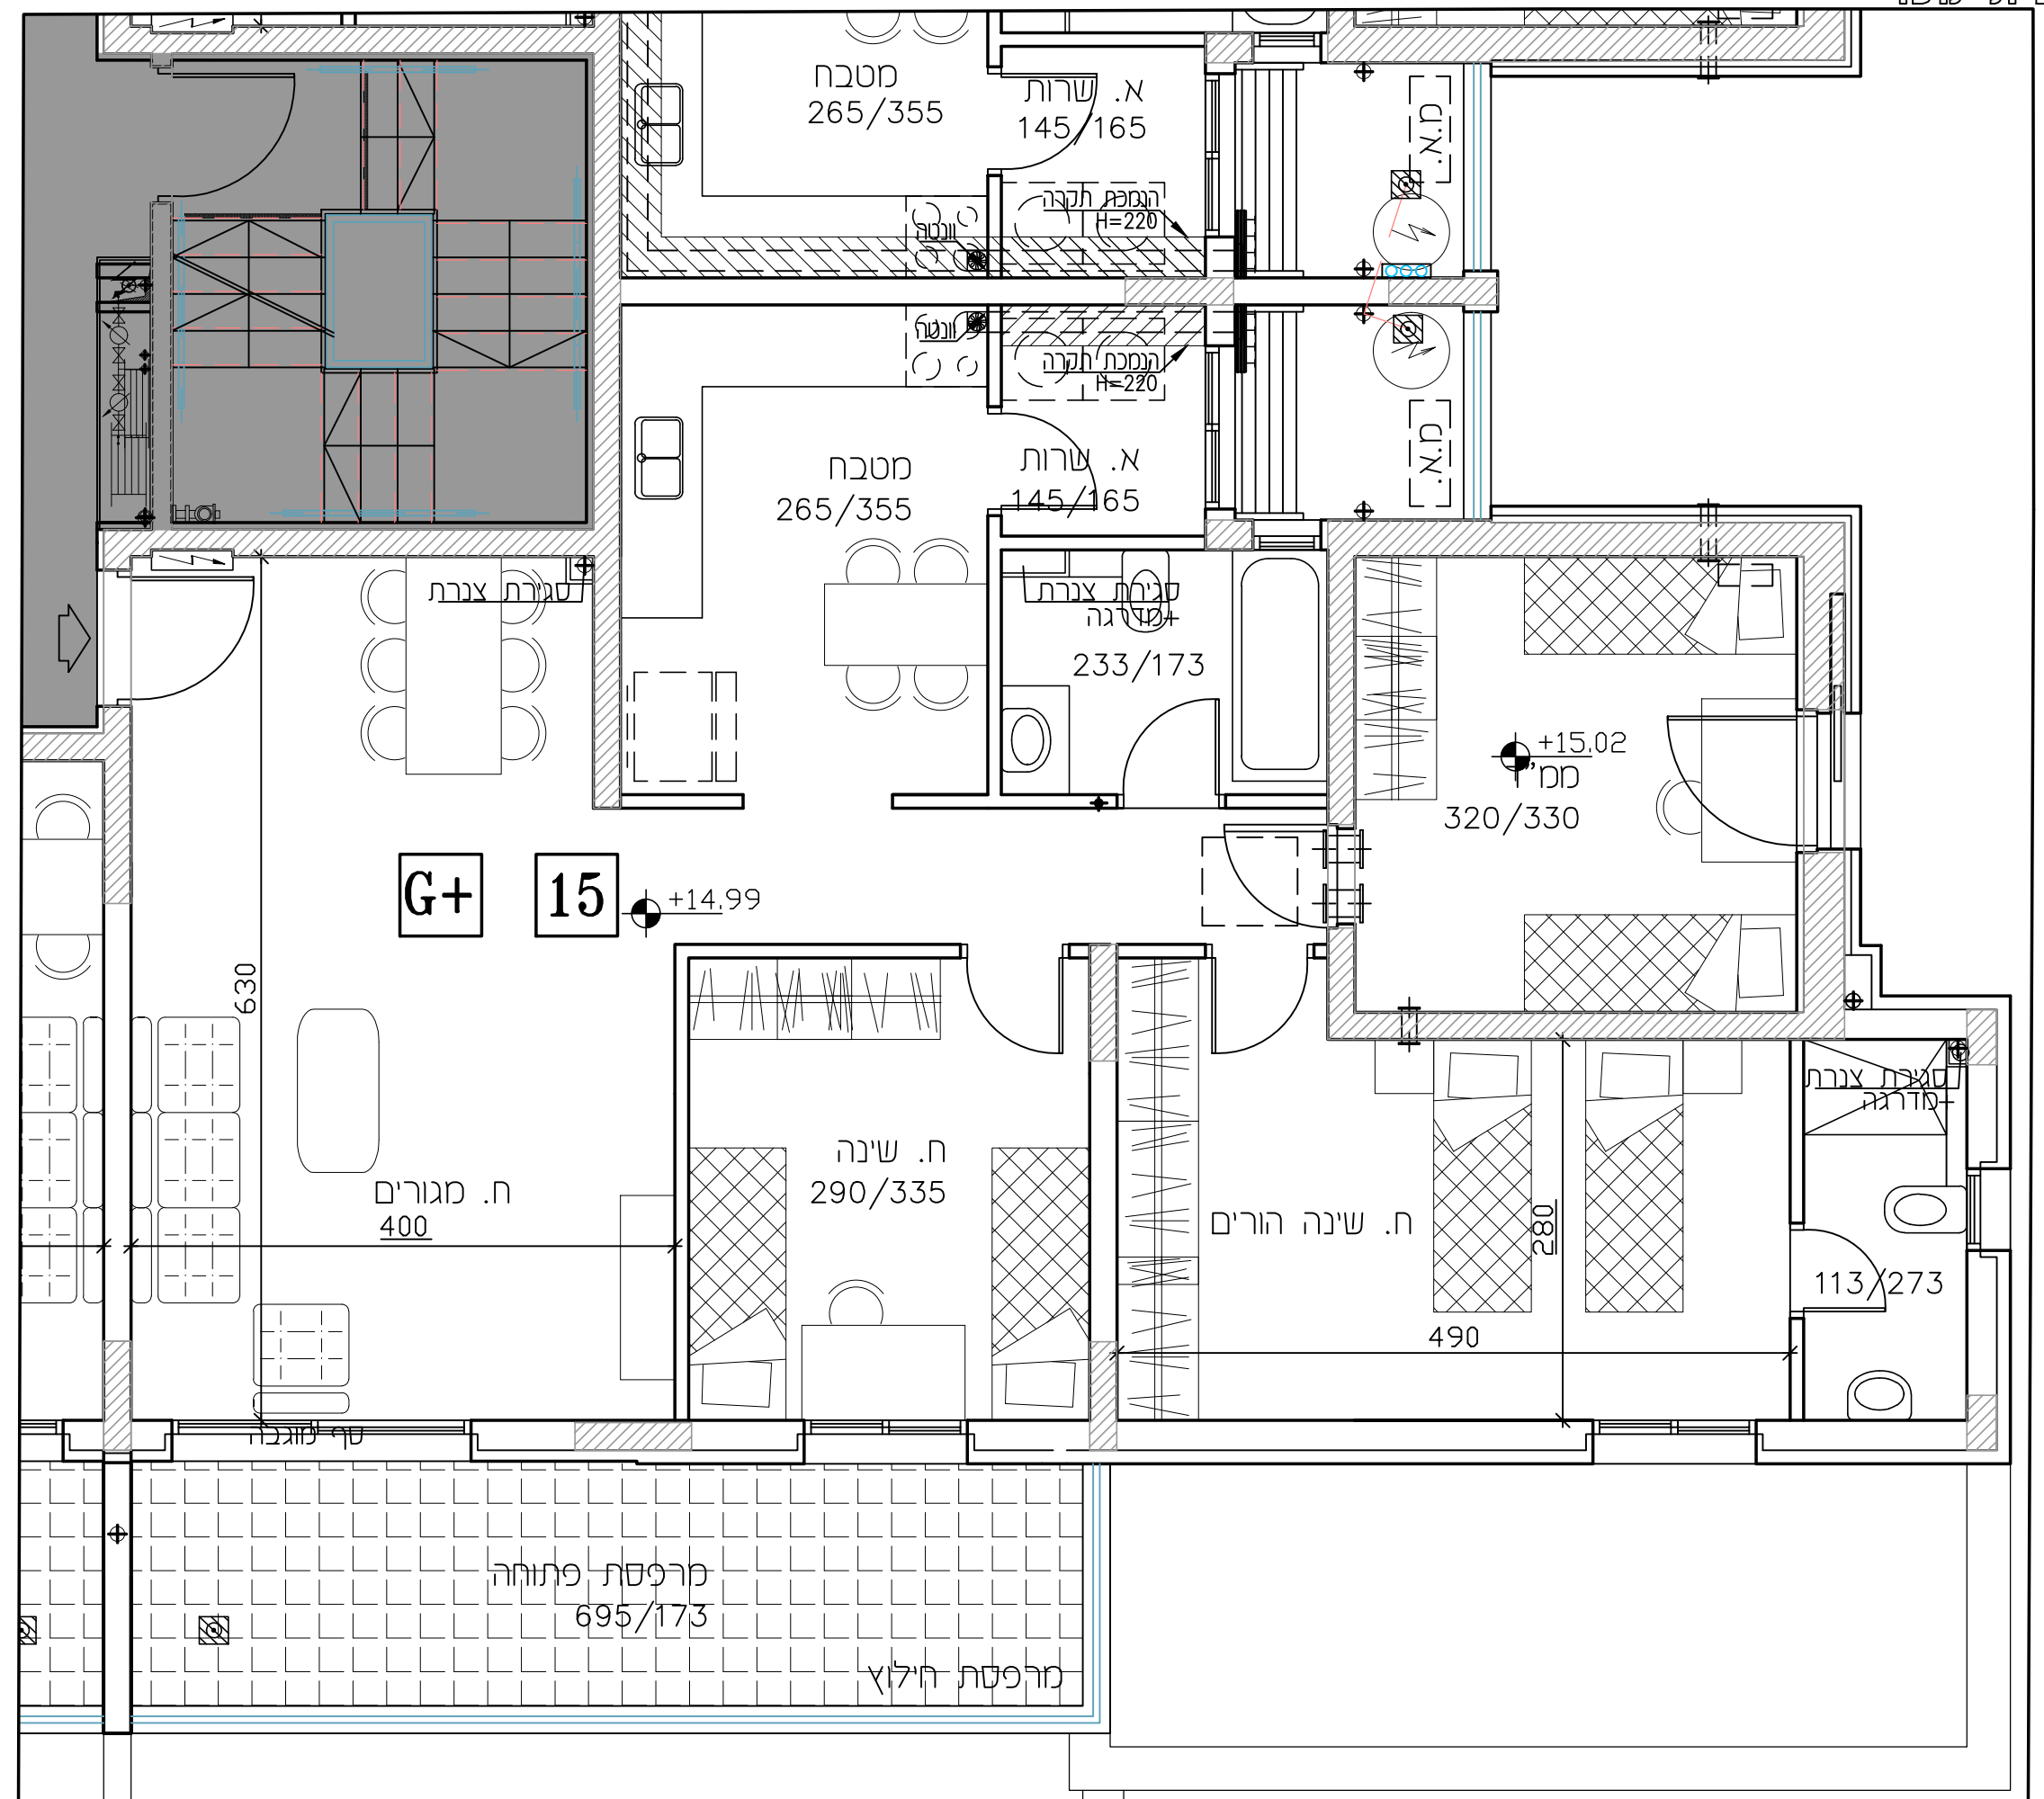 מטבח
265/355
א. שרות
145/165
מ.א.
הנמכת תקרה
H=220
וונטה
וונטה
הנמכת תקרה
H=220
מ.א.
מטבח
265/355
א. שרות
145/165
סגירת צנרת
סגירת צנרת
+מדרגה
233/173
+15.02
ממ"ד
320/330
G+
15
+14.99
630
סגירת צנרת
+מדרגה
ח. שינה
290/335
ח. מגורים
400
ח. שינה הורים
280
113/273
490
סף מוגבה
מרפסת פתוחה
695/173
מרפסת חילוץ